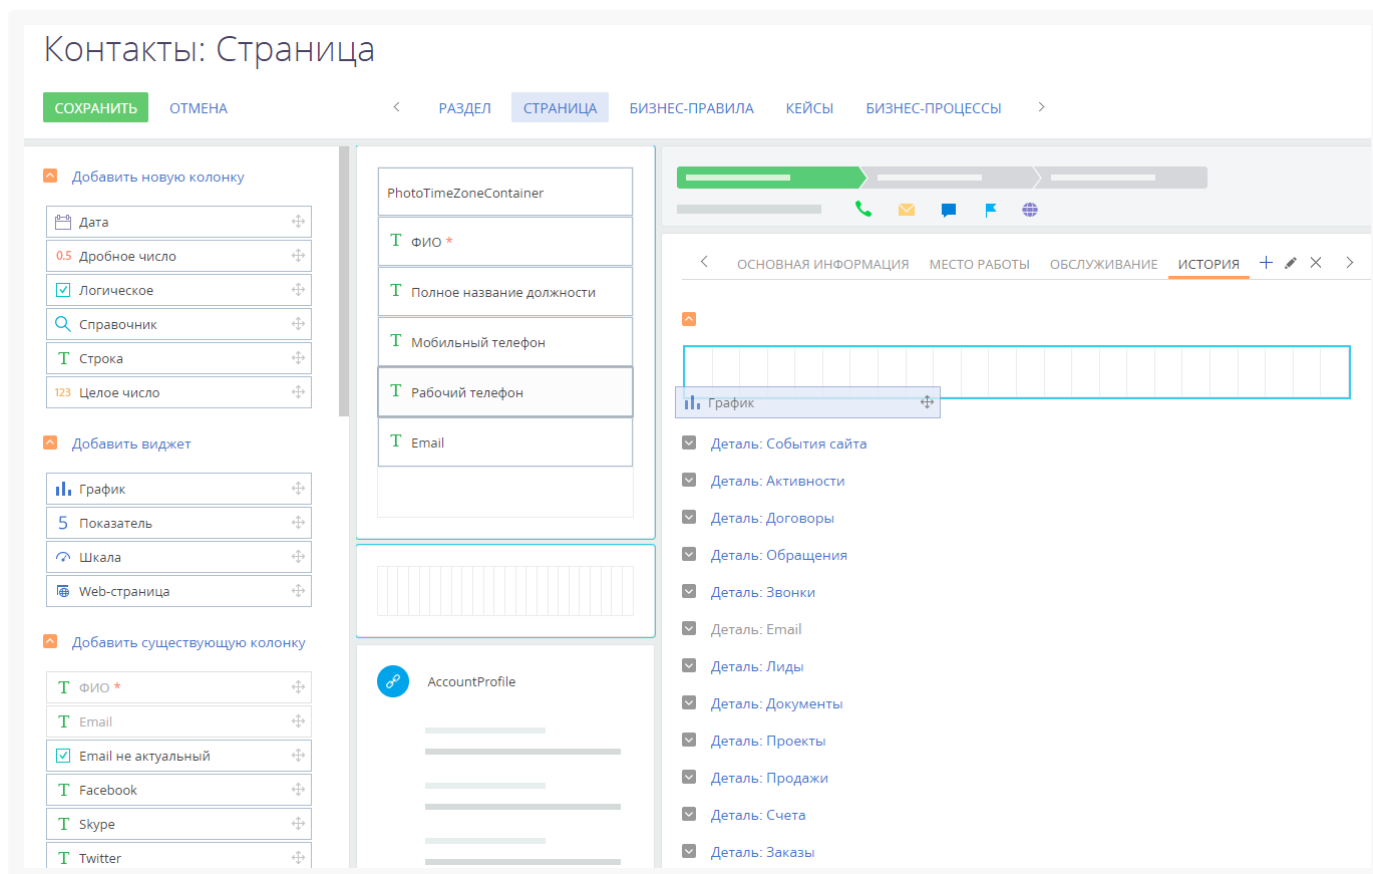 Контакты: Страница
СОХРАНИТЬ ОТМЕНА РАЗДЕЛ СТРАНИЦА БИЗНЕС-ПРАВИЛА КЕЙСЫ БИЗНЕС-ПРОЦЕССЫ
Добавить новую колонку
Дата
0.5 Дробное число
Логическое
Справочник
T Строка
123 Целое число
Добавить виджет
График
5 Показатель
Шкала
Web-страница
Добавить существующую колонку
T ФИО *
T Email
Email не актуальный
T Facebook
T Skype
T Twitter
PhotoTimeZoneContainer
T ФИО *
T Полное название должности
T Мобильный телефон
T Рабочий телефон
T Email
AccountProfile
ОСНОВНАЯ ИНФОРМАЦИЯ МЕСТО РАБОТЫ ОБСЛУЖИВАНИЕ ИСТОРИЯ
График
Деталь: События сайта
Деталь: Активности
Деталь: Договоры
Деталь: Обращения
Деталь: Звонки
Деталь: Email
Деталь: Лиды
Деталь: Документы
Деталь: Проекты
Деталь: Продажи
Деталь: Счета
Деталь: Заказы